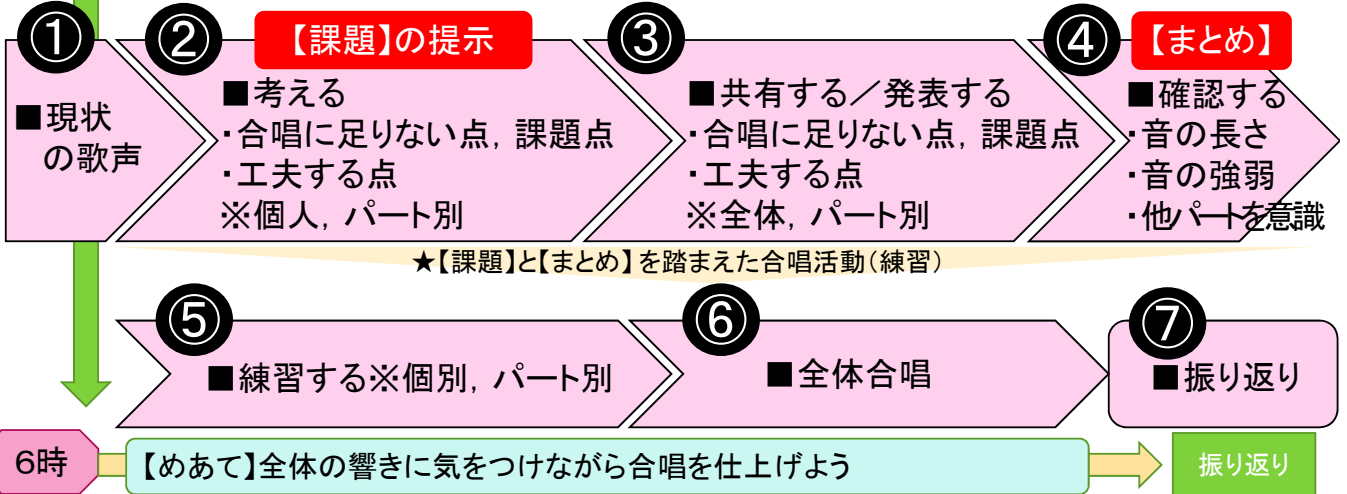 ①
■現状
の歌声
②
【課題】の提示
■考える
・合唱に足りない点，課題点
・工夫する点
※個人，パート別
③
■共有する／発表する
・合唱に足りない点，課題点
・工夫する点
※全体，パート別
④
【まとめ】
■確認する
・音の長さ
・音の強弱
・他パートを意識
★【課題】と【まとめ】を踏まえた合唱活動（練習）
⑤
■練習する※個別，パート別
⑥
■全体合唱
⑦
■振り返り
６時
【めあて】全体の響きに気をつけながら合唱を仕上げよう
振り返り